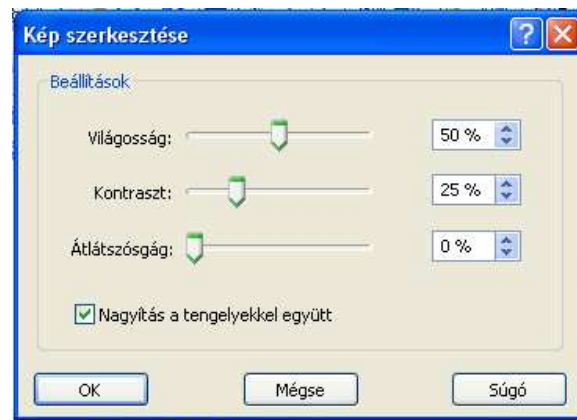 Kép szerkesztése
Beállítások
Világosság: 50 %
Kontraszt: 25 %
Átlátszósgág: 0 %
Nagyítás a tengelyekkel együtt
OK Mégse Súgó